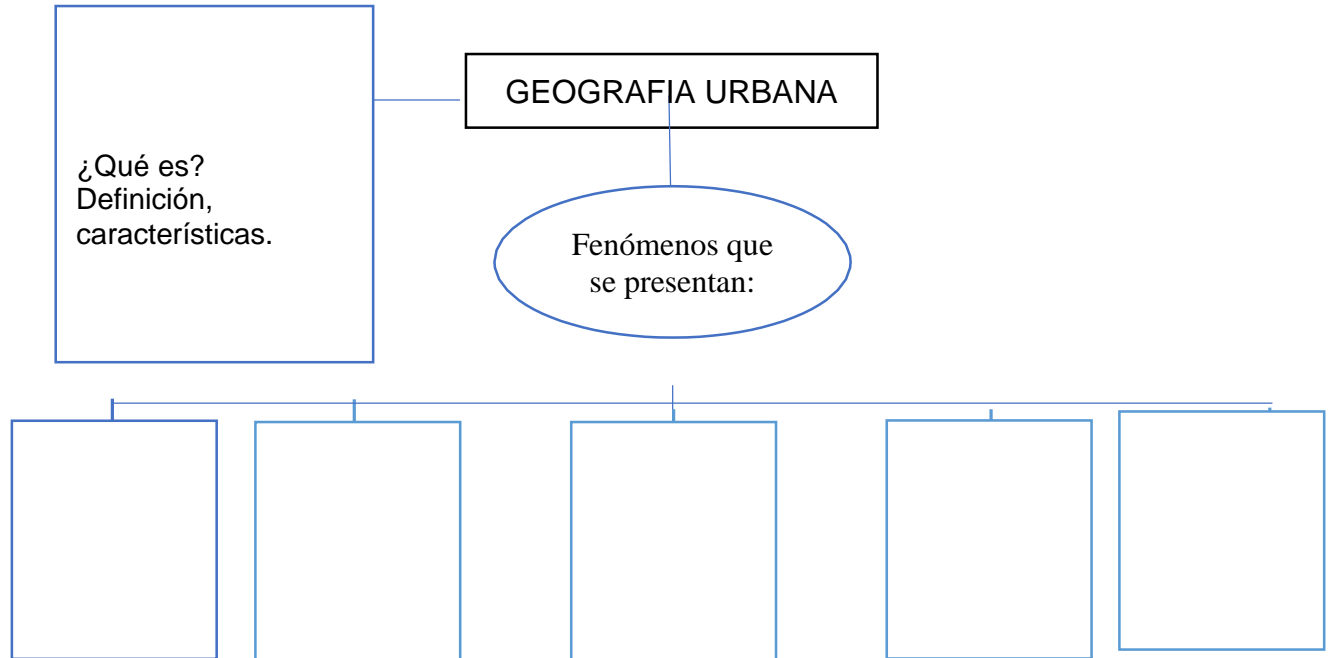 GEOGRAFIA URBANA
¿Qué es?
Definición,
características.
Fenómenos que
se presentan: